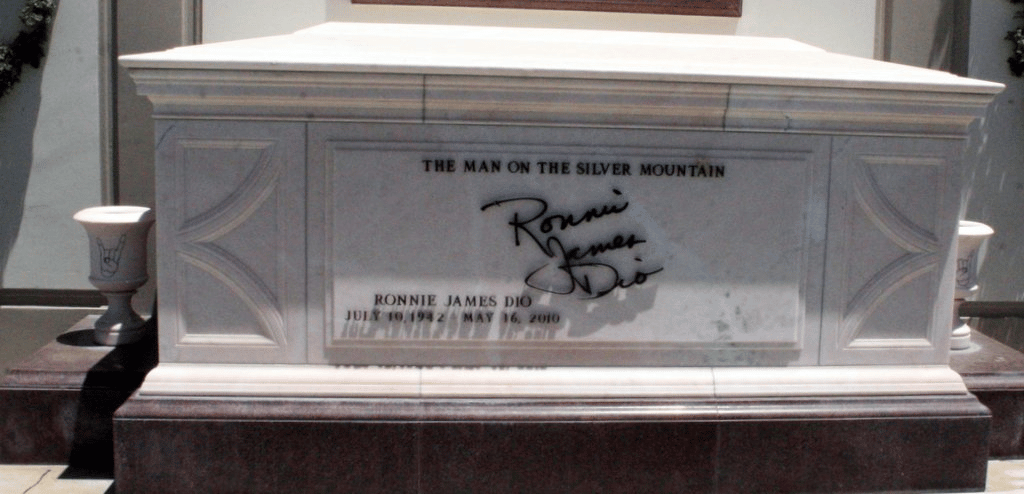 THE MAN ON THE SILVER MOUNTAIN
Ronnie
James
Dio
RONNIE JAMES DIO
JULY 10, 1942 MAY 16, 2010